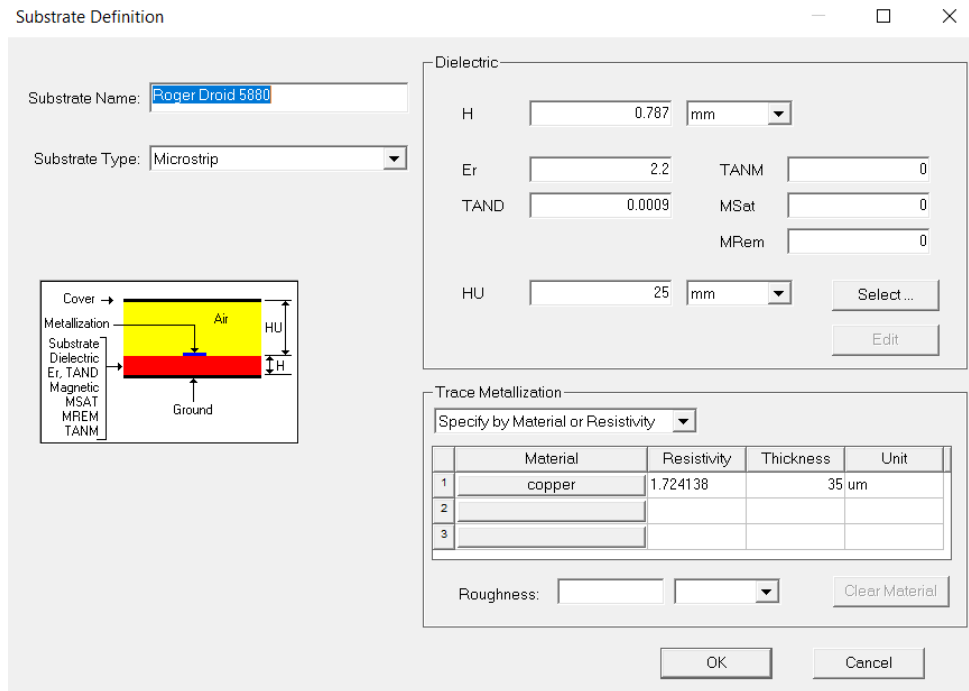 Substrate Definition
Substrate Name: Roger Droid 5880
Substrate Type: Microstrip
Cover
Metallization
Air
HU
Substrate
Dielectric
Er, TAND
Magnetic
MSAT
MREM
TANM
H
Ground
Dielectric
H 0.787 mm
Er 2.2 TANM 0
TAND 0.0009 MSat 0
MRem 0
HU 25 mm Select ...
Edit
Trace Metallization
Specify by Material or Resistivity
Material Resistivity Thickness Unit
1 copper 1.724138 35 um
2
3
Roughness: Clear Material
OK Cancel